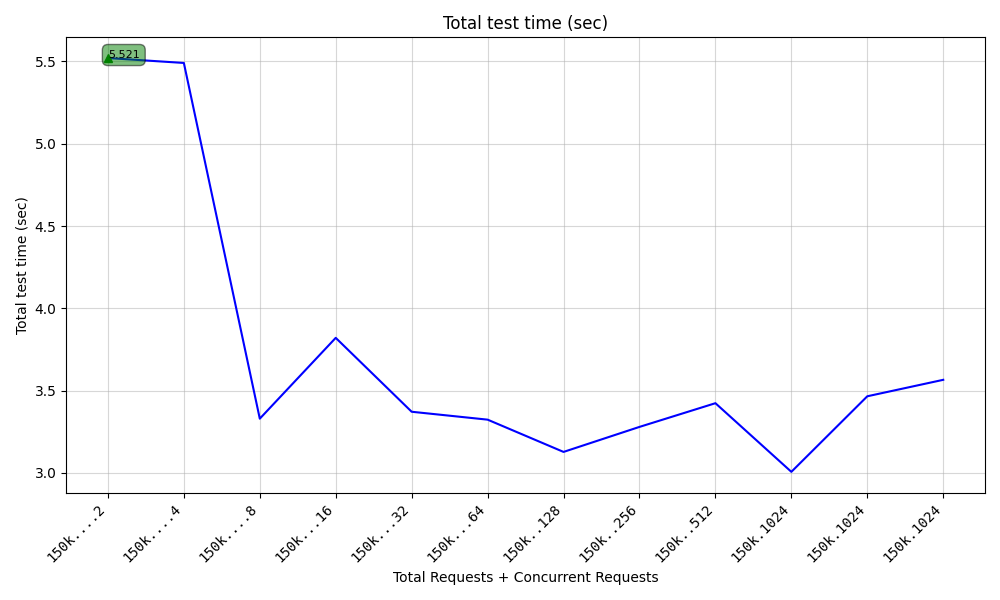 Total test time (sec)
5.521
Total test time (sec)
5.5
5.0
4.5
4.0
3.5
3.0
150k....2
150k....4
150k....8
150k...16
150k...32
150k...64
150k..128
150k..256
150k..512
150k.1024
150k.1024
150k.1024
Total Requests + Concurrent Requests